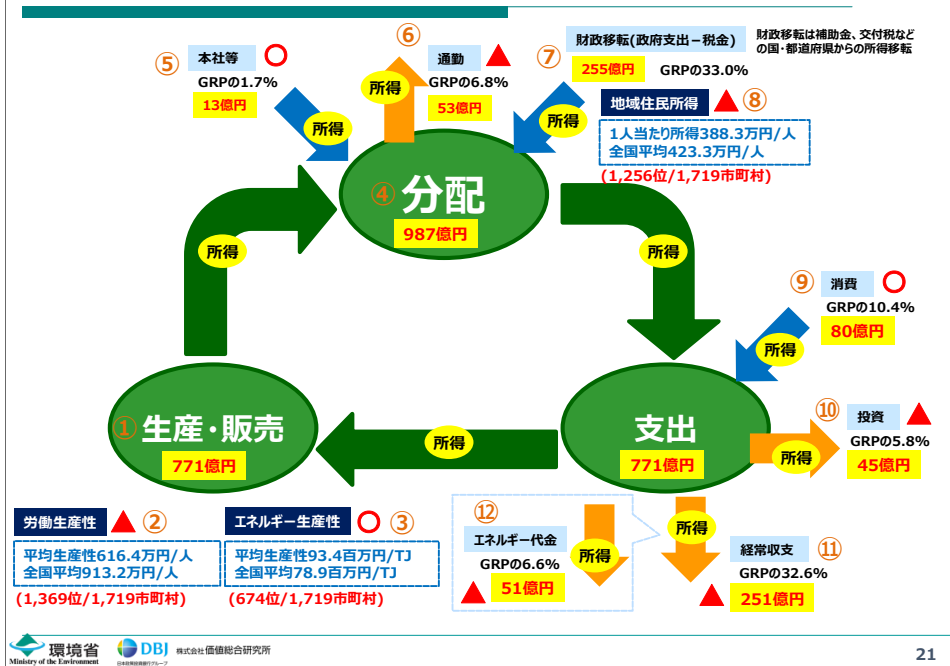 ⑤
本社等
GRPの1.7%
13億円
所得
⑥
通勤
GRPの6.8%
53億円
所得
⑦
財政移転(政府支出－税金)
255億円 GRPの33.0%
所得
財政移転は補助金、交付税など
の国・都道府県からの所得移転
地域住民所得 ⑧
1人当たり所得388.3万円/人
全国平均423.3万円/人
(1,256位/1,719市町村)
④ 分配
987億円
所得
所得
⑨ 消費
GRPの10.4%
80億円
所得
① 生産・販売
771億円
所得
支出
771億円
⑩ 投資
GRPの5.8%
45億円
所得
労働生産性 ②
平均生産性616.4万円/人
全国平均913.2万円/人
(1,369位/1,719市町村)
エネルギー生産性 ③
平均生産性93.4百万円/TJ
全国平均78.9百万円/TJ
(674位/1,719市町村)
⑫
エネルギー代金
GRPの6.6%
51億円
所得
所得
経常収支 ⑪
GRPの32.6%
251億円
環境省
Ministry of the Environment
DBJ
日本政策投資銀行グループ
株式会社価値総合研究所
21